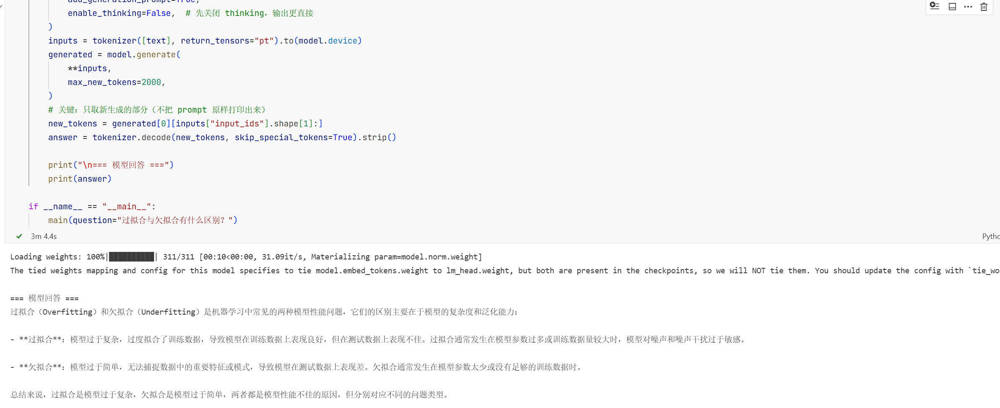 add_generation_prompt=True,
enable_thinking=False,  # 先关闭 thinking，输出更直接
)
inputs = tokenizer([text], return_tensors="pt").to(model.device)
generated = model.generate(
**inputs,
max_new_tokens=2000,
)
# 关键：只取新生成的部分（不把 prompt 原样打印出来）
new_tokens = generated[0][inputs["input_ids"].shape[1]:]
answer = tokenizer.decode(new_tokens, skip_special_tokens=True).strip()
print("\n=== 模型回答 ===")
print(answer)
if __name__ == "__main__":
main(question="过拟合与欠拟合有什么区别？")
3m 4.4s
Pytho
Loading weights: 100%|██████████| 311/311 [00:10<00:00, 31.09it/s, Materializing param=model.norm.weight]
The tied weights mapping and config for this model specifies to tie model.embed_tokens.weight to lm_head.weight, but both are present in the checkpoints, so we will NOT tie them. You should update the config with `tie_wo
=== 模型回答 ===
过拟合（Overfitting）和欠拟合（Underfitting）是机器学习中常见的两种模型性能问题，它们的区别主要在于模型的复杂度和泛化能力：
- **过拟合**：模型过于复杂，过度拟合了训练数据，导致模型在训练数据上表现良好，但在测试数据上表现不佳。过拟合通常发生在模型参数过多或训练数据量较大时，模型对噪声和噪声干扰过于敏感。
- **欠拟合**：模型过于简单，无法捕捉数据中的重要特征或模式，导致模型在测试数据上表现差。欠拟合通常发生在模型参数太少或没有足够的训练数据时。
总结来说，过拟合是模型过于复杂，欠拟合是模型过于简单，两者都是模型性能不佳的原因，但分别对应不同的问题类型。